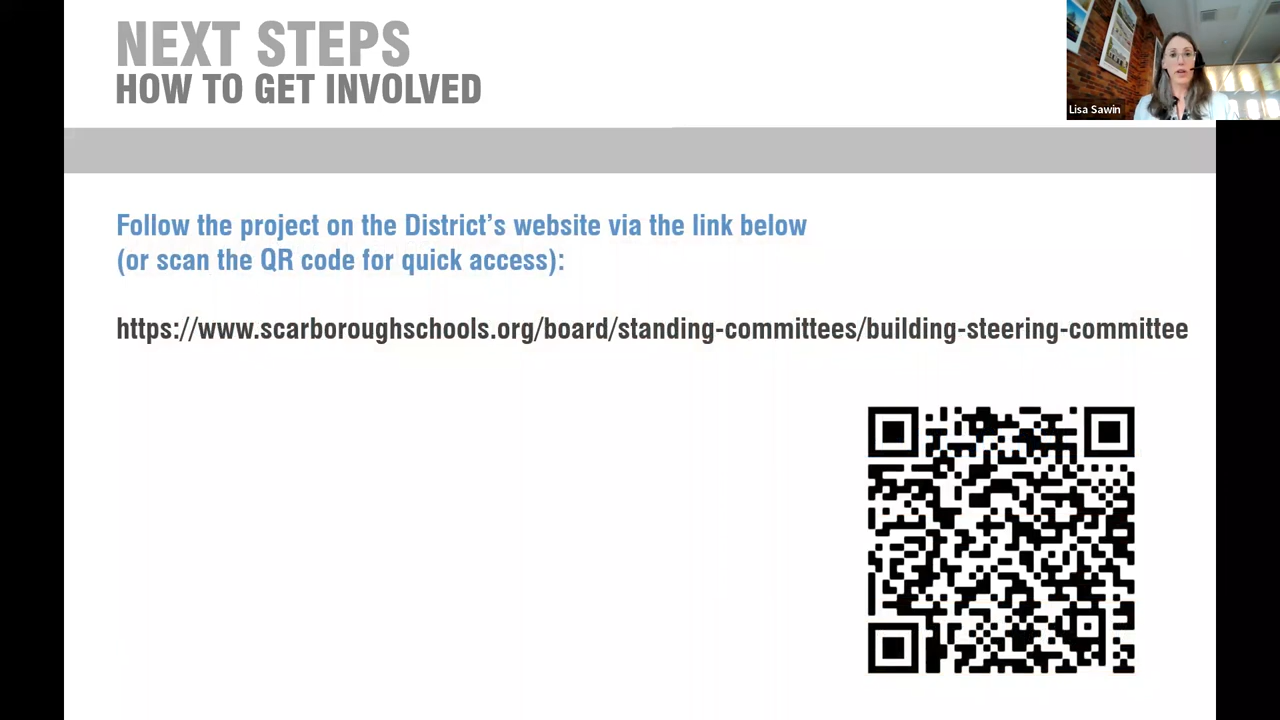 NEXT STEPS
HOW TO GET INVOLVED
Lisa Sawin
Follow the project on the District's website via the link below
(or scan the QR code for quick access):
https://www.scarboroughschools.org/board/standing-committees/building-steering-committee